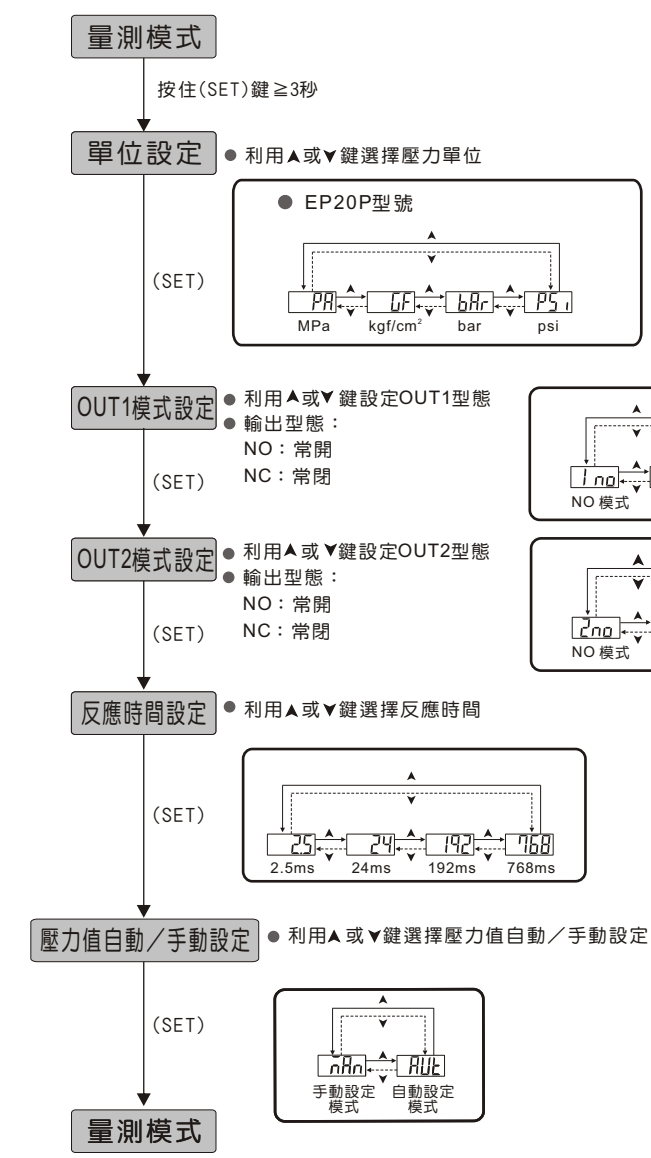 量測模式
按住(SET)鍵≧3秒
單位設定
● 利用▲或▼鍵選擇壓力單位
● EP20P型號
PA GF bAr PSi
MPa kgf/cm² bar psi
(SET)
OUT1模式設定
● 利用▲或▼鍵設定OUT1型態
● 輸出型態：
NO：常開
NC：常閉
1 no
NO 模式
(SET)
OUT2模式設定
● 利用▲或▼鍵設定OUT2型態
● 輸出型態：
NO：常開
NC：常閉
2no
NO 模式
(SET)
反應時間設定
● 利用▲或▼鍵選擇反應時間
2.5 24 192 768
2.5ms 24ms 192ms 768ms
(SET)
壓力值自動／手動設定
● 利用▲或▼鍵選擇壓力值自動／手動設定
nAn AUt
手動設定 自動設定
模式 模式
(SET)
量測模式